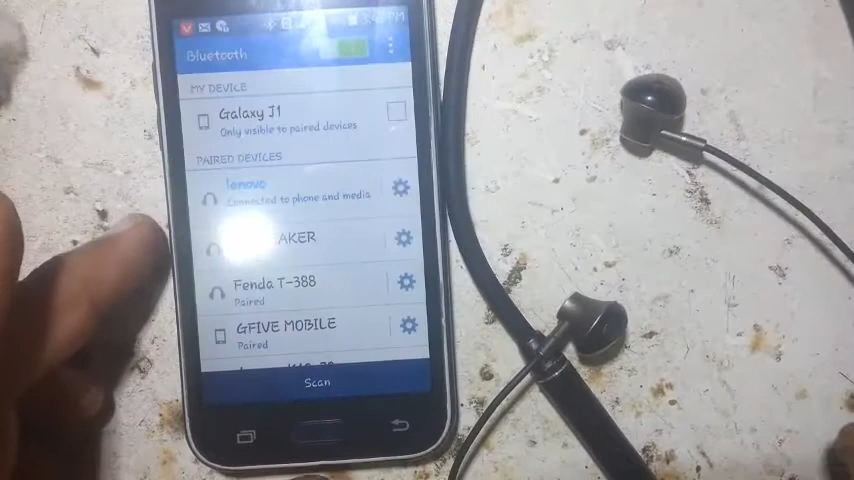 Bluetooth
MY DEVICE
Galaxy J1
Only visible to paired devices
PAIRED DEVICES
lenovo
Connected to phone and media
AKER
Fenda T-388
Paired
GFIVE MOBILE
Paired
Scan